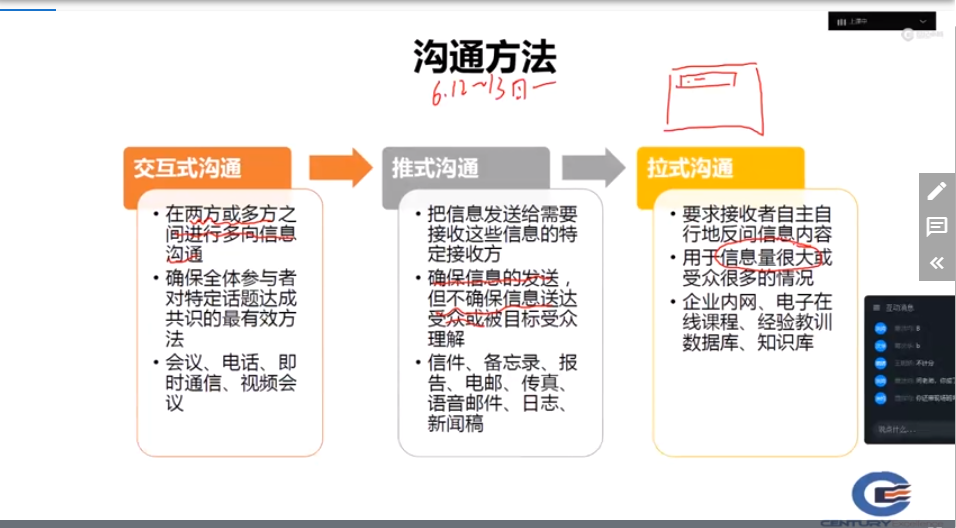 上课中
沟通方法
6.12~13日一
交互式沟通
推式沟通
拉式沟通
• 在两方或多方之
间进行多向信息
沟通
• 确保全体参与者
对特定话题达成
共识的最有效方
法
• 会议、电话、即
时通信、视频会
议
• 把信息发送给需要
接收这些信息的特
定接收方
• 确保信息的发送，
但不确保信息送达
受众或被目标受众
理解
• 信件、备忘录、报
告、电邮、传真、
语音邮件、日志、
新闻稿
• 要求接收者自主自
行地反问信息内容
• 用于信息量很大或
受众很多的情况
• 企业内网、电子在
线课程、经验教训
数据库、知识库
互动消息
不计分
说点什么...
CENTURY